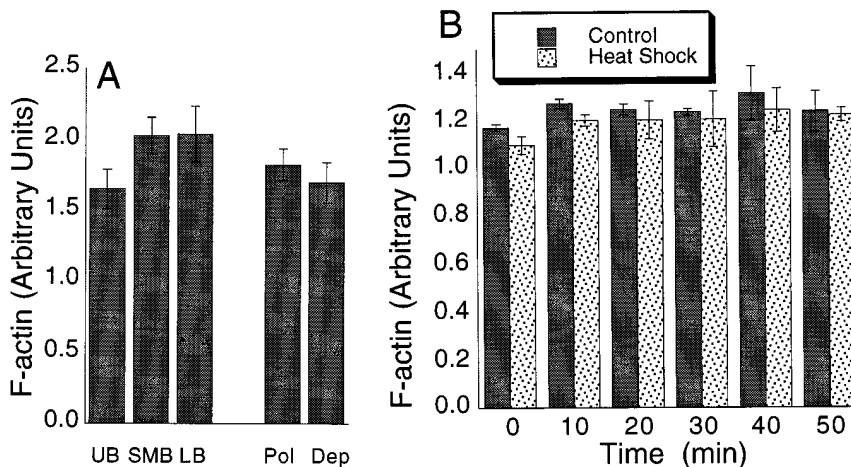 A
F-actin (Arbitrary Units)
2.5
2.0
1.5
1.0
0.5
0.0
UB SMB LB Pol Dep
B
Control
Heat Shock
F-actin (Arbitrary Units)
1.4
1.2
1.0
0.8
0.6
0.4
0.2
0.0
0 10 20 30 40 50
Time (min)